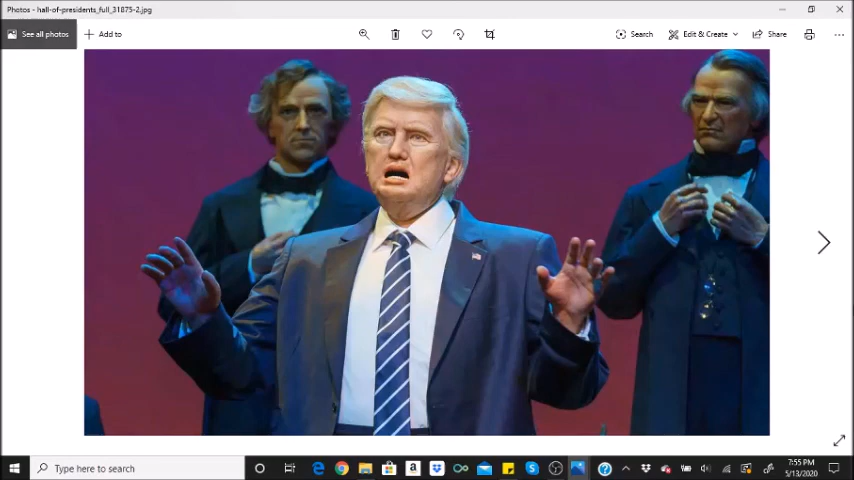 Photos - hall-of-presidents_full_31875-2.jpg
See all photos
Add to
Search
Edit & Create
Share
Type here to search
7:55 PM
5/13/2020